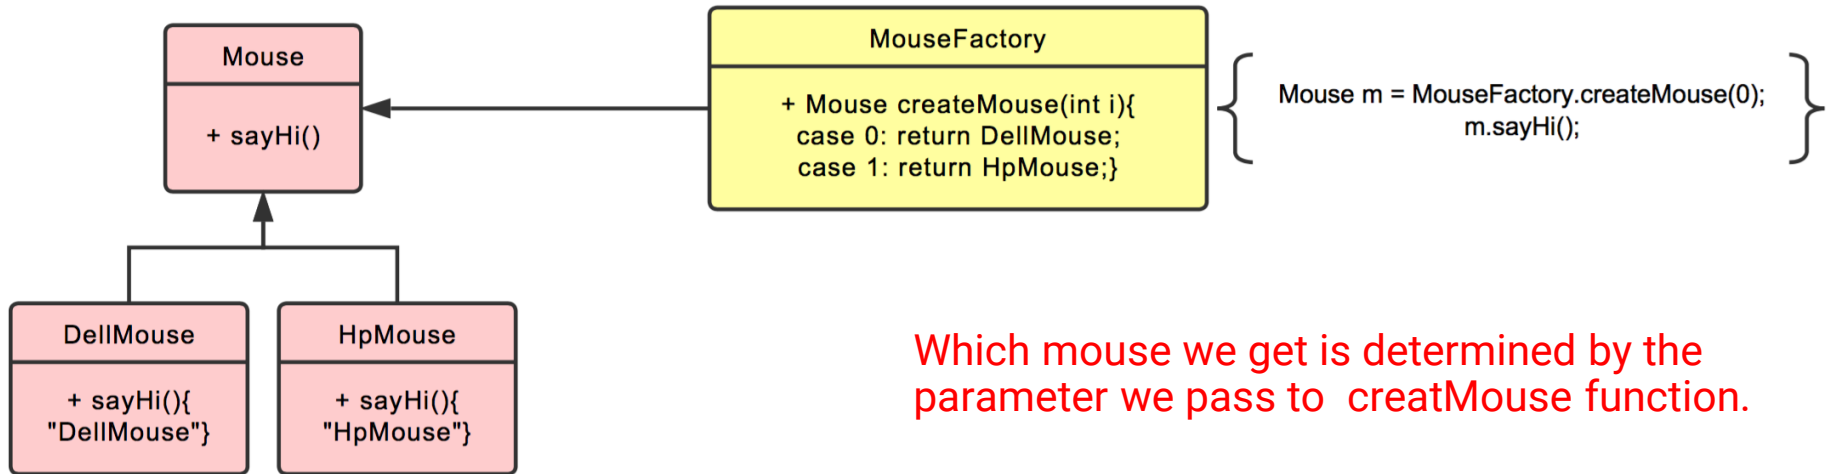 Mouse
+ sayHi()
MouseFactory
+ Mouse createMouse(int i){
case 0: return DellMouse;
case 1: return HpMouse;}
Mouse m = MouseFactory.createMouse(0);
m.sayHi();
DellMouse
+ sayHi(){
"DellMouse"}
HpMouse
+ sayHi(){
"HpMouse"}
Which mouse we get is determined by the
parameter we pass to  creatMouse function.